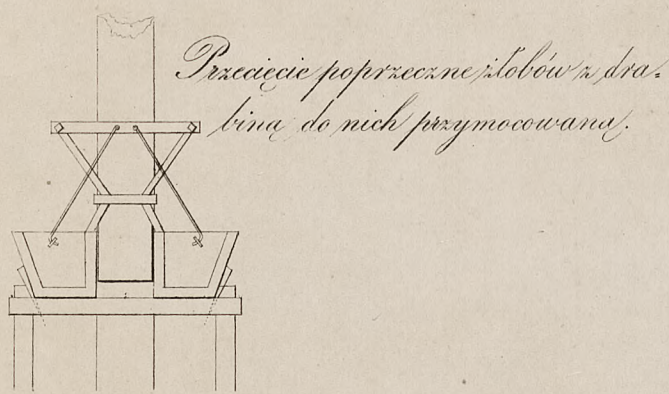 Przecięcie poprzeczne żłobów z dra-
biną do nich przymocowaną.